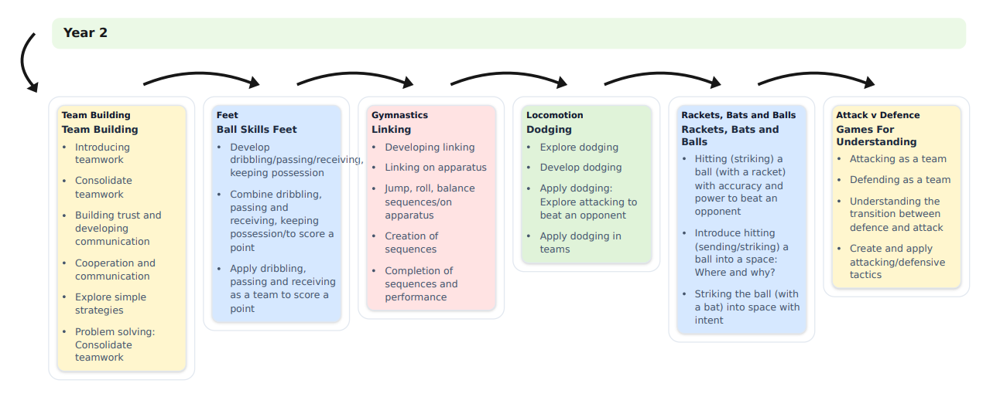 Year 2
Team Building
Team Building
• Introducing
teamwork
• Consolidate
teamwork
• Building trust and
developing
communication
• Cooperation and
communication
• Explore simple
strategies
• Problem solving:
Consolidate
teamwork
Feet
Ball Skills Feet
• Develop
dribbling/passing/receiving,
keeping possession
• Combine dribbling,
passing and
receiving, keeping
possession/to score a
point
• Apply dribbling,
passing and receiving
as a team to score a
point
Gymnastics
Linking
• Developing linking
• Linking on apparatus
• Jump, roll, balance
sequences/on
apparatus
• Creation of
sequences
• Completion of
sequences and
performance
Locomotion
Dodging
• Explore dodging
• Develop dodging
• Apply dodging:
Explore attacking to
beat an opponent
• Apply dodging in
teams
Rackets, Bats and Balls
Rackets, Bats and
Balls
• Hitting (striking) a
ball (with a racket)
with accuracy and
power to beat an
opponent
• Introduce hitting
(sending/striking) a
ball into a space:
Where and why?
• Striking the ball (with
a bat) into space with
intent
Attack v Defence
Games For
Understanding
• Attacking as a team
• Defending as a team
• Understanding the
transition between
defence and attack
• Create and apply
attacking/defensive
tactics